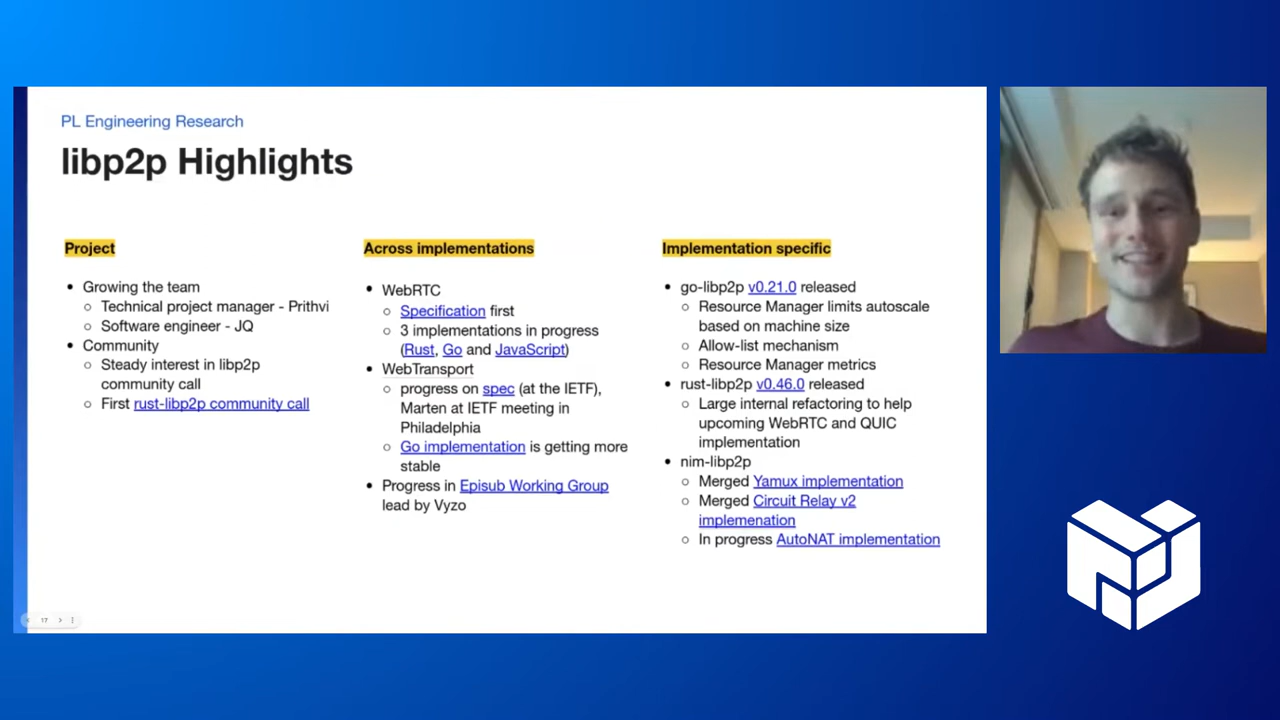 PL Engineering Research
libp2p Highlights
Project
• Growing the team
○ Technical project manager - Prithvi
○ Software engineer - JQ
• Community
○ Steady interest in libp2p
community call
○ First rust-libp2p community call
Across implementations
• WebRTC
○ Specification first
○ 3 implementations in progress
(Rust, Go and JavaScript)
• WebTransport
○ progress on spec (at the IETF),
Marten at IETF meeting in
Philadelphia
○ Go implementation is getting more
stable
• Progress in Episub Working Group
lead by Vyzo
Implementation specific
• go-libp2p v0.21.0 released
○ Resource Manager limits autoscale
based on machine size
○ Allow-list mechanism
○ Resource Manager metrics
• rust-libp2p v0.46.0 released
○ Large internal refactoring to help
upcoming WebRTC and QUIC
implementation
• nim-libp2p
○ Merged Yamux implementation
○ Merged Circuit Relay v2
implemenation
○ In progress AutoNAT implementation
17